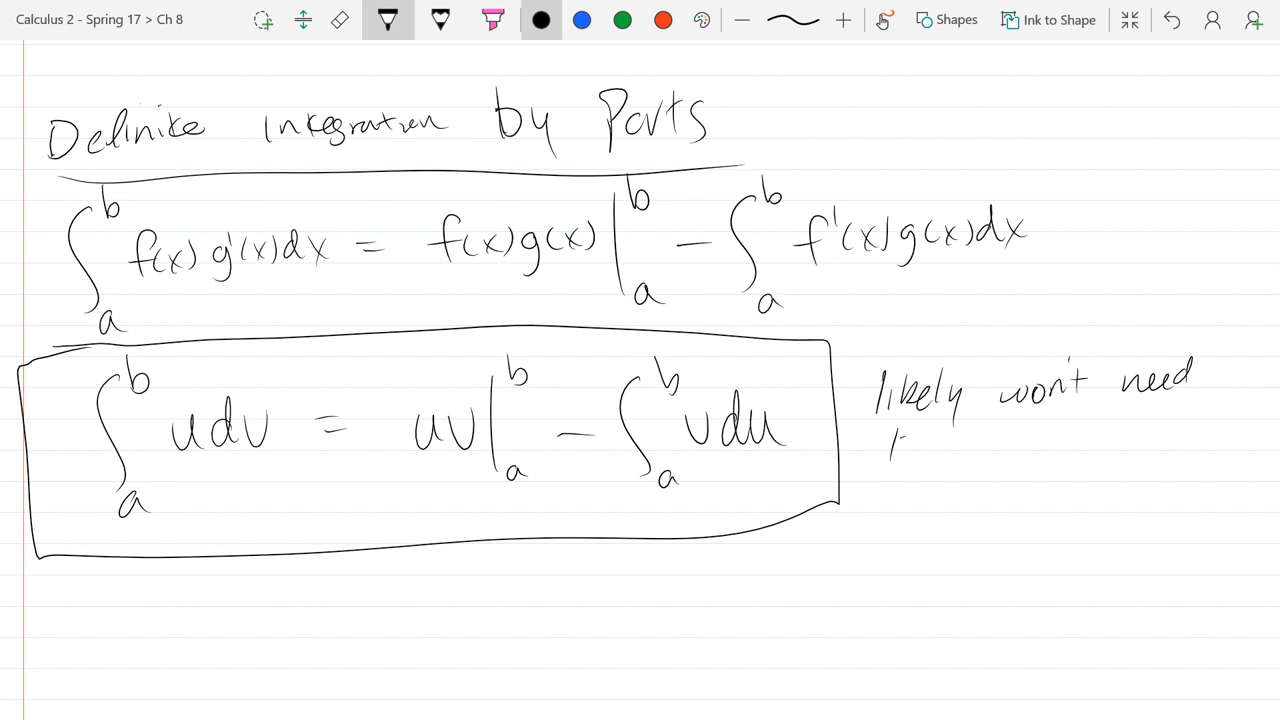 Calculus 2 - Spring 17 > Ch 8
Shapes
Ink to Shape
Definite Integration by Parts
∫_a^b f(x) g'(x)dx = f(x)g(x) |_a^b - ∫_a^b f'(x)g(x)dx
∫_a^b udv = uv|_a^b - ∫_a^b vdu
likely won't need